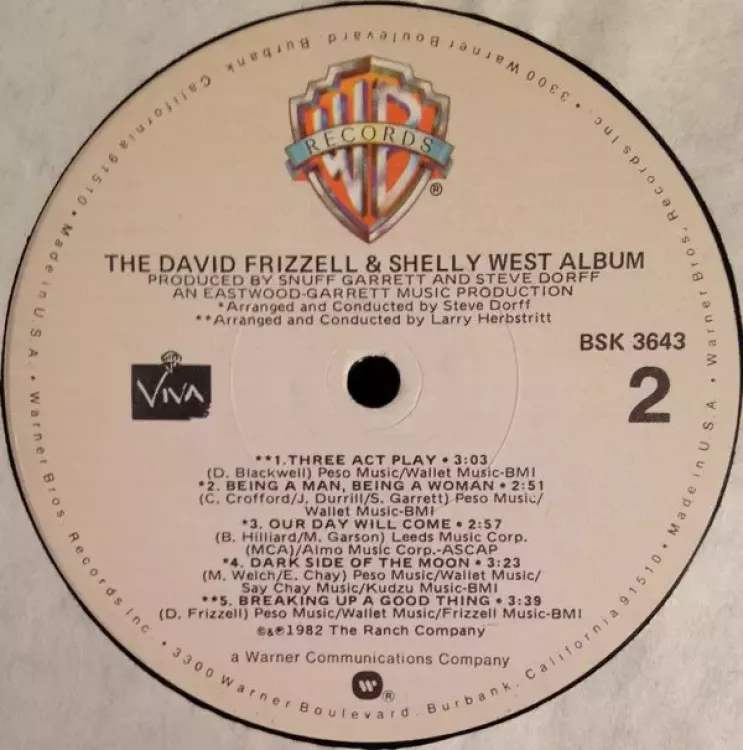 WB
RECORDS
®
THE DAVID FRIZZELL & SHELLY WEST ALBUM
PRODUCED BY SNUFF GARRETT AND STEVE DORFF
AN EASTWOOD-GARRETT MUSIC PRODUCTION
*Arranged and Conducted by Steve Dorff
**Arranged and Conducted by Larry Herbstritt
BSK 3643
2
VIVA
**1.THREE ACT PLAY • 3:03
(D. Blackwell) Peso Music/Wallet Music-BMI
*2. BEING A MAN, BEING A WOMAN • 2:51
(C. Crofford/J. Durrill/S. Garrett) Peso Music/
Wallet Music-BMI
*3. OUR DAY WILL COME • 2:57
(B. Hilliard/M. Garson) Leeds Music Corp.
(MCA)/Almo Music Corp.-ASCAP
*4. DARK SIDE OF THE MOON • 3:23
(M. Welch/E. Chay) Peso Music/Wallet Music/
Say Chay Music/Kudzu Music-BMI
**5. BREAKING UP A GOOD THING • 3:39
(D. Frizzell) Peso Music/Wallet Music/Frizzell Music-BMI
©&℗1982 The Ranch Company
a Warner Communications Company
W
®
Warner Bros. Records Inc. • 3300 Warner Boulevard. Burbank, California 91510 • Made in U.S.A. • Warner Bros. Records Inc. • 3300 Warner Boulevard. Burbank, California 91510 • Made in U.S.A. •